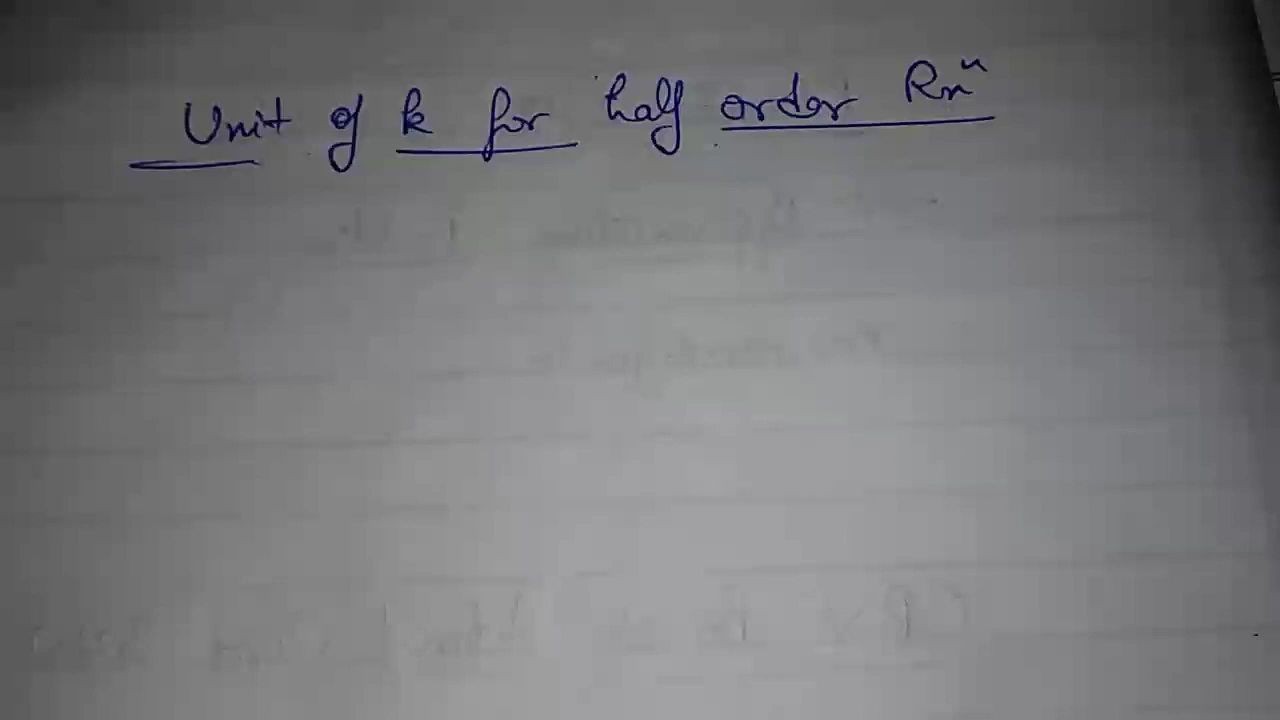 Unit of k for half order Rxⁿ